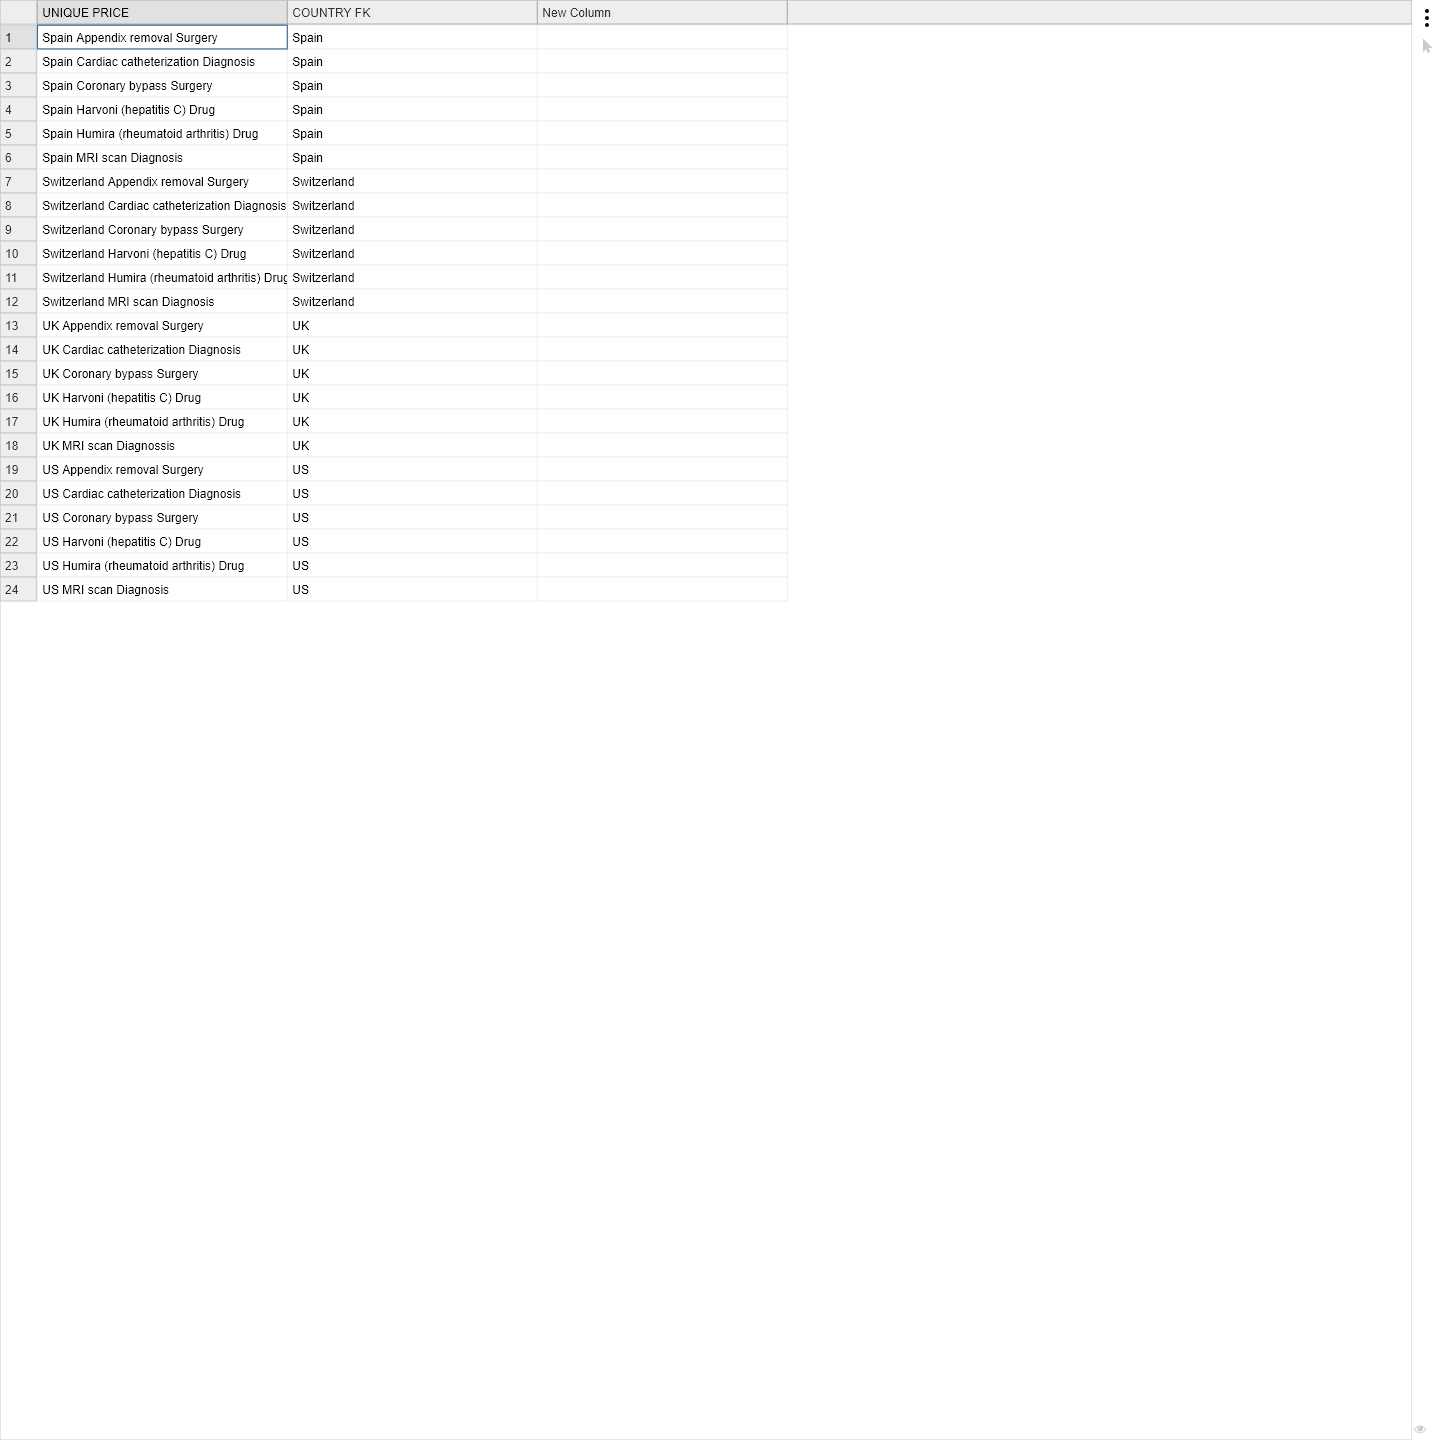 UNIQUE PRICE COUNTRY FK New Column
1 Spain Appendix removal Surgery Spain
2 Spain Cardiac catheterization Diagnosis Spain
3 Spain Coronary bypass Surgery Spain
4 Spain Harvoni (hepatitis C) Drug Spain
5 Spain Humira (rheumatoid arthritis) Drug Spain
6 Spain MRI scan Diagnosis Spain
7 Switzerland Appendix removal Surgery Switzerland
8 Switzerland Cardiac catheterization Diagnosis Switzerland
9 Switzerland Coronary bypass Surgery Switzerland
10 Switzerland Harvoni (hepatitis C) Drug Switzerland
11 Switzerland Humira (rheumatoid arthritis) Drug Switzerland
12 Switzerland MRI scan Diagnosis Switzerland
13 UK Appendix removal Surgery UK
14 UK Cardiac catheterization Diagnosis UK
15 UK Coronary bypass Surgery UK
16 UK Harvoni (hepatitis C) Drug UK
17 UK Humira (rheumatoid arthritis) Drug UK
18 UK MRI scan Diagnossis UK
19 US Appendix removal Surgery US
20 US Cardiac catheterization Diagnosis US
21 US Coronary bypass Surgery US
22 US Harvoni (hepatitis C) Drug US
23 US Humira (rheumatoid arthritis) Drug US
24 US MRI scan Diagnosis US